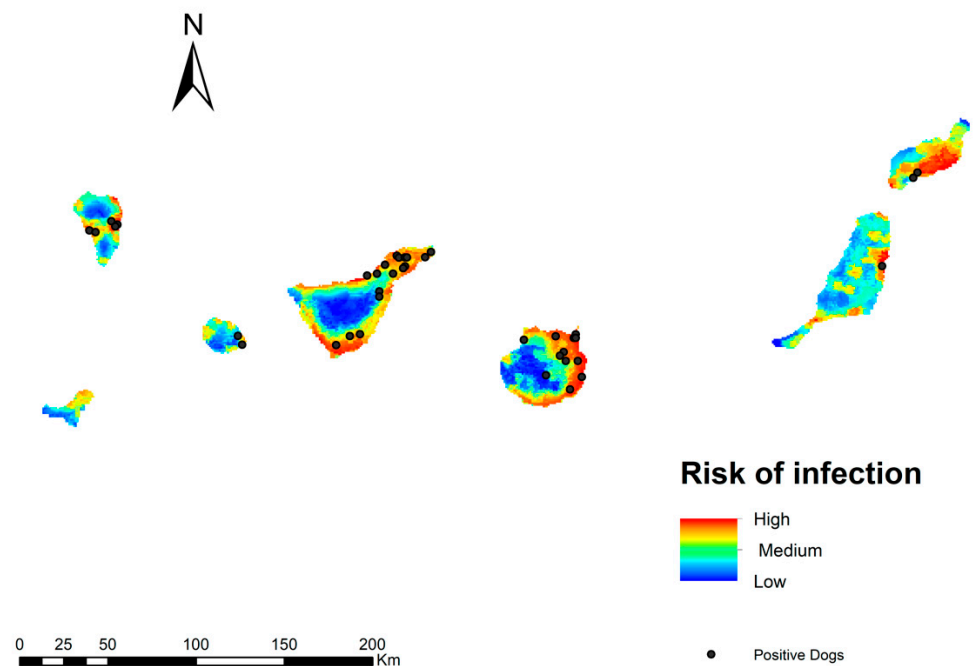 N
Risk of infection
High
Medium
Low
0 25 50 100 150 200
Km
Positive Dogs